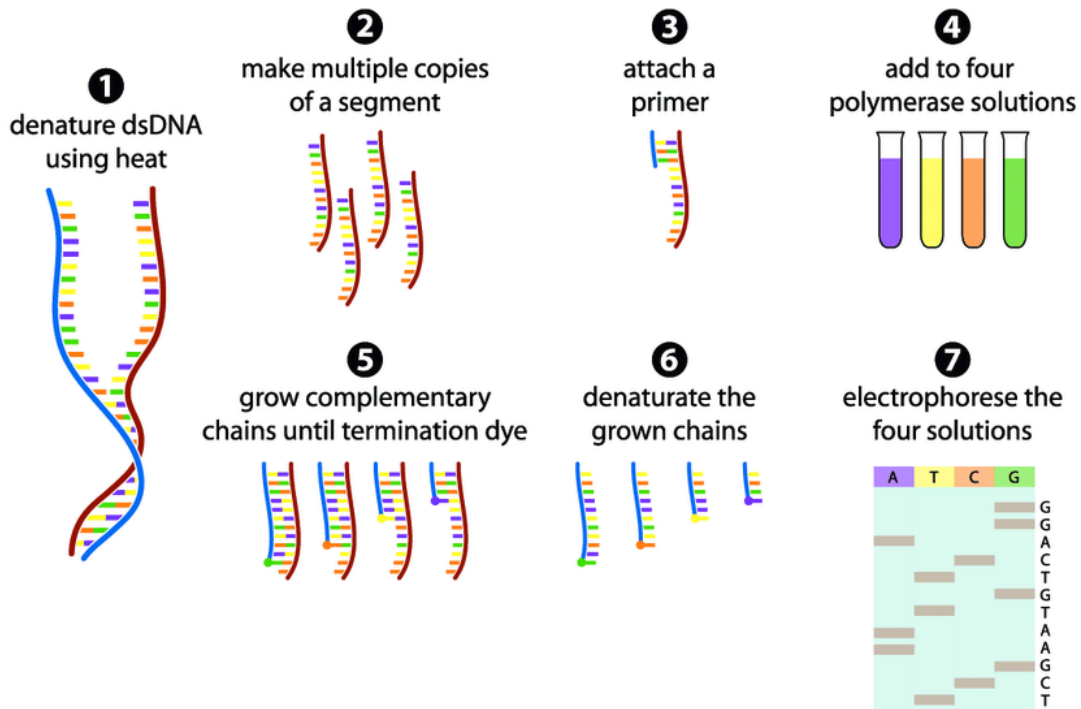 1
denature dsDNA
using heat
2
make multiple copies
of a segment
3
attach a
primer
4
add to four
polymerase solutions
5
grow complementary
chains until termination dye
6
denaturate the
grown chains
7
electrophorese the
four solutions
A T C G
G
G
A
C
T
G
T
A
A
G
C
T